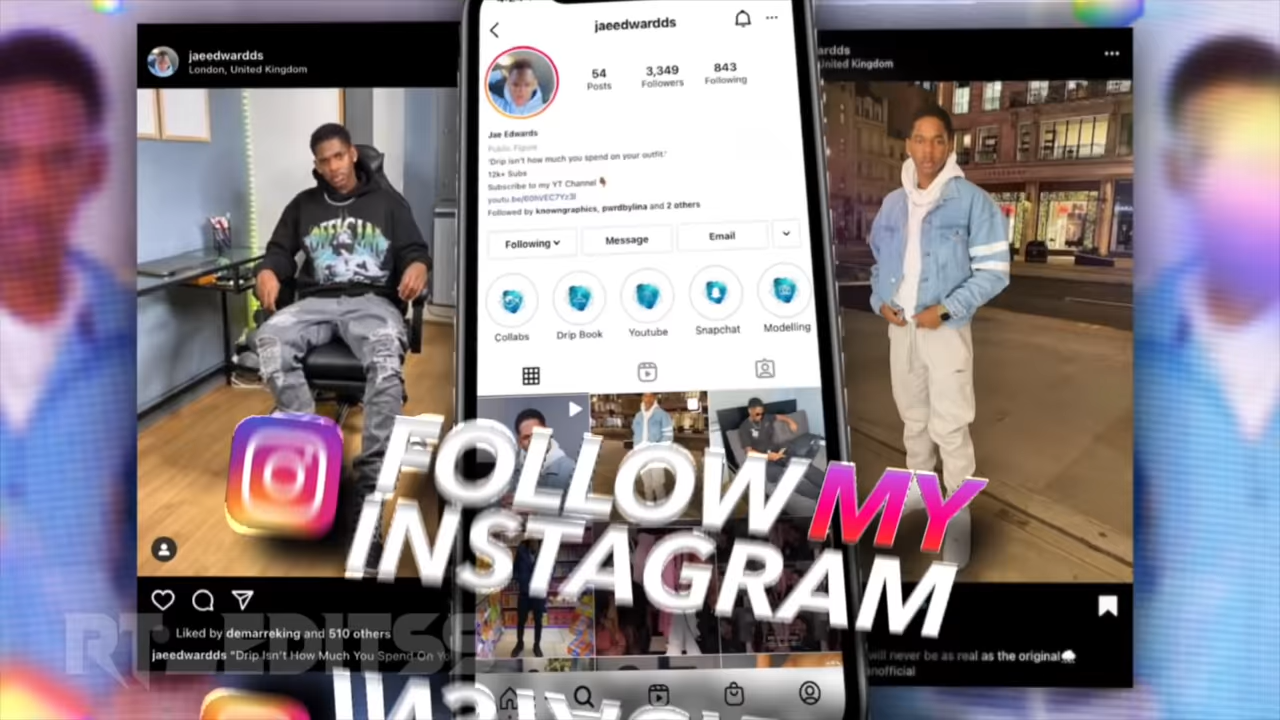 jaeedwardds
London, United Kingdom
Liked by demarreking and 510 others
jaeedwardds "Drip Isn't How Much You Spend On Yo
jaeedwardds
54
Posts
3,349
Followers
843
Following
Jae Edwards
Public Figure
'Drip isn't how much you spend on your outfit.'
12k+ Subs
Subscribe to my YT Channel
Followed by knowngraphics, pwrdbylina and 2 others
Following
Message
Email
Collabs
Drip Book
Youtube
Snapchat
Modelling
ardds
United Kingdom
will never be as real as the original
nofficial
FOLLOW MY
INSTAGRAM